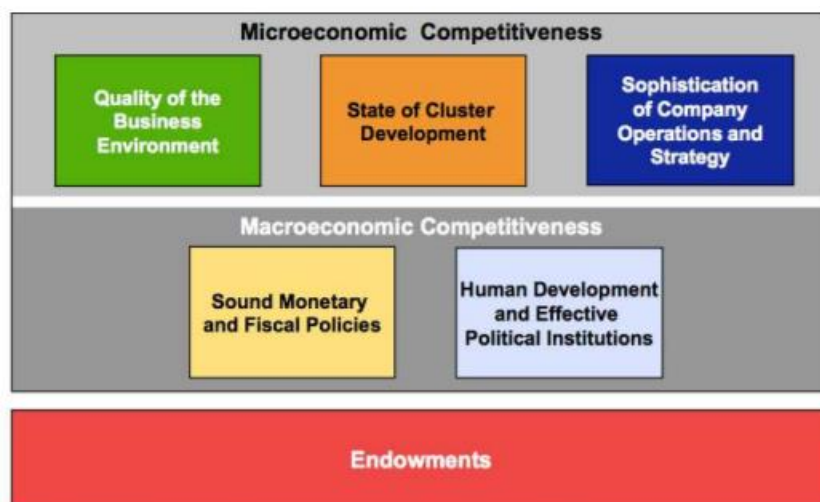 Microeconomic Competitiveness
Quality of the
Business
Environment
State of Cluster
Development
Sophistication
of Company
Operations and
Strategy
Macroeconomic Competitiveness
Sound Monetary
and Fiscal Policies
Human Development
and Effective
Political Institutions
Endowments